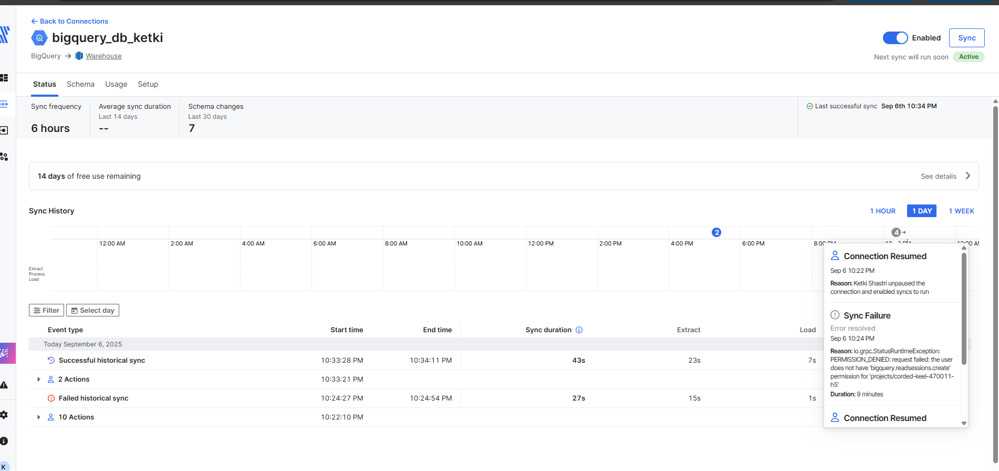 Back to Connections
bigquery_db_ketki
BigQuery → Warehouse
Enabled
Sync
Next sync will run soon
Active
Status Schema Usage Setup
Sync frequency
6 hours
Average sync duration
Last 14 days
--
Schema changes
Last 30 days
7
Last successful sync Sep 6th 10:34 PM
14 days of free use remaining
See details
Sync History
1 HOUR 1 DAY 1 WEEK
2 4
12:00 AM 2:00 AM 4:00 AM 6:00 AM 8:00 AM 10:00 AM 12:00 PM 2:00 PM 4:00 PM 6:00 PM
Extract
Process
Load
Filter Select day
Event type Start time End time Sync duration Extract Load
Today September 6, 2025
Successful historical sync 10:33:28 PM 10:34:11 PM 43s 23s 7s
2 Actions 10:33:21 PM
Failed historical sync 10:24:27 PM 10:24:54 PM 27s 15s 1s
10 Actions 10:22:10 PM
Connection Resumed
Sep 6 10:22 PM
Reason: Ketki Shastri unpaused the
connection and enabled syncs to run
Sync Failure
Error resolved
Sep 6 10:24 PM
Reason: io.grpc.StatusRuntimeException:
PERMISSION_DENIED: request failed: the user
does not have 'bigquery.readsessions.create'
permission for 'projects/corded-keel-470011-
h5'
Duration: 9 minutes
Connection Resumed
K